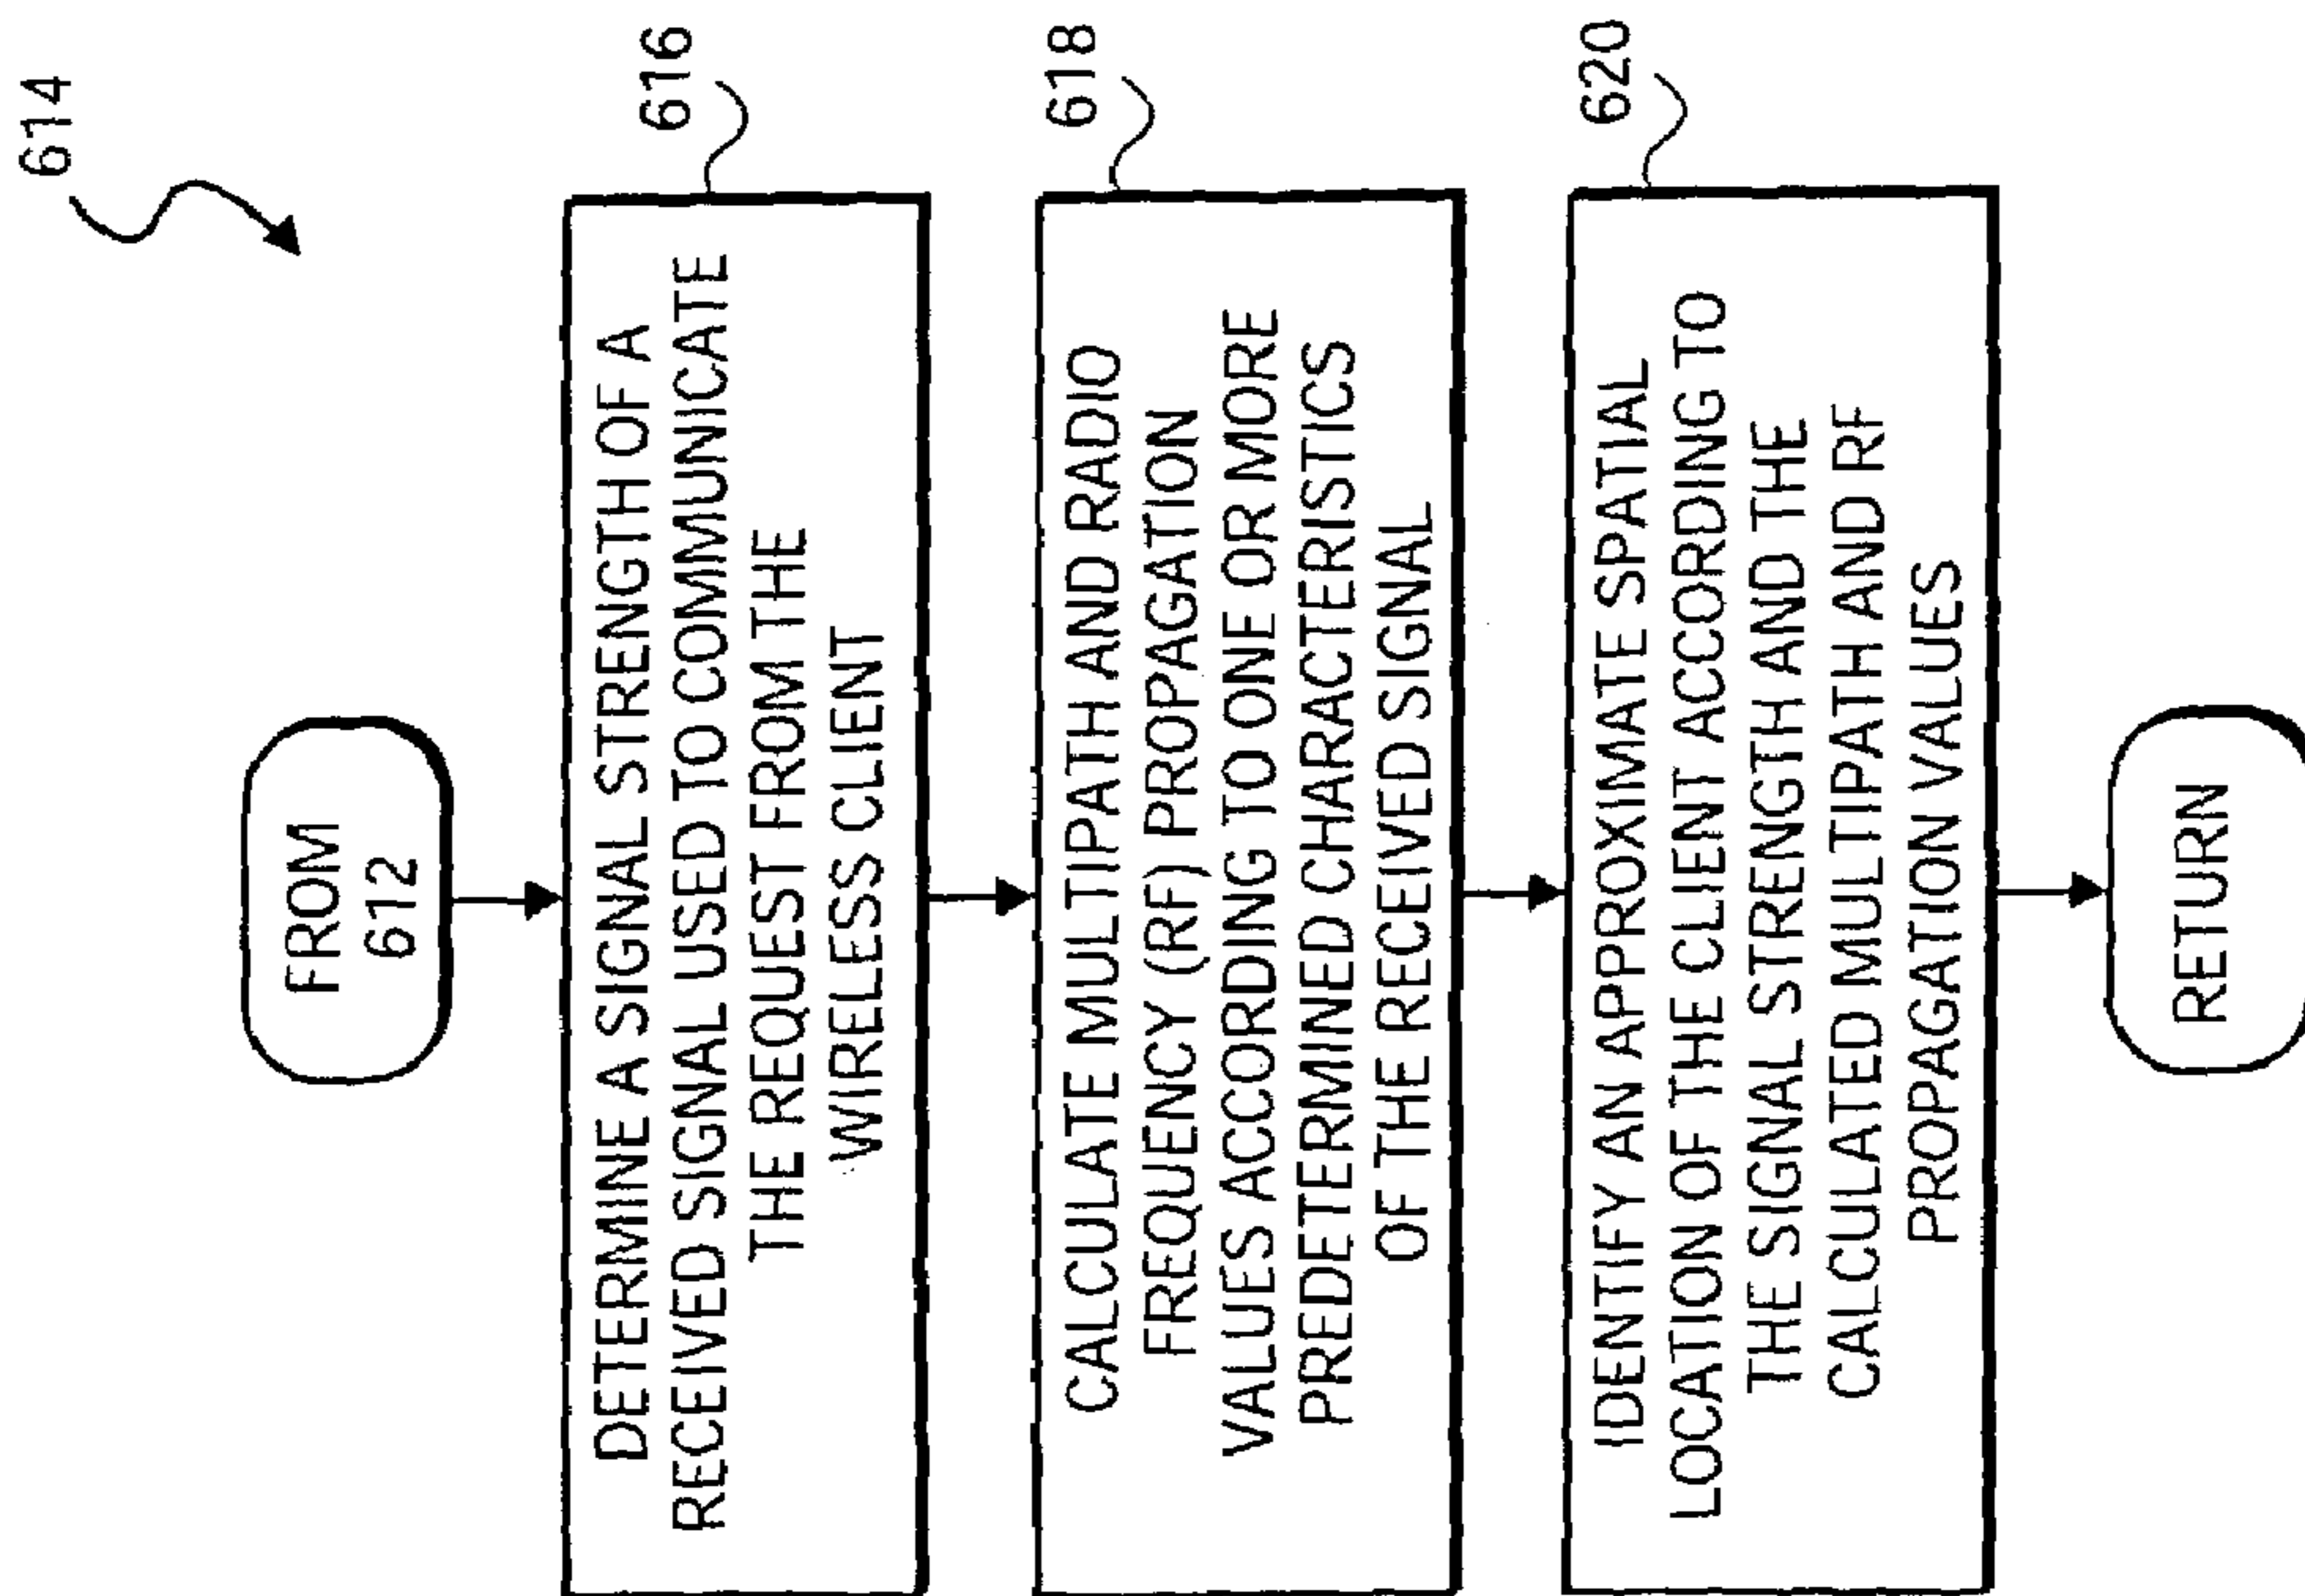 614
FROM
612
DETERMINE A SIGNAL STRENGTH OF A
RECEIVED SIGNAL USED TO COMMUNICATE
THE REQUEST FROM THE
WIRELESS CLIENT
616
CALCULATE MULTIPATH AND RADIO
FREQUENCY (RF) PROPAGATION
VALUES ACCORDING TO ONE OR MORE
PREDETERMINED CHARACTERISTICS
OF THE RECEIVED SIGNAL
618
IDENTIFY AN APPROXIMATE SPATIAL
LOCATION OF THE CLIENT ACCORDING TO
THE SIGNAL STRENGTH AND THE
CALCULATED MULTIPATH AND RF
PROPAGATION VALUES
620
RETURN